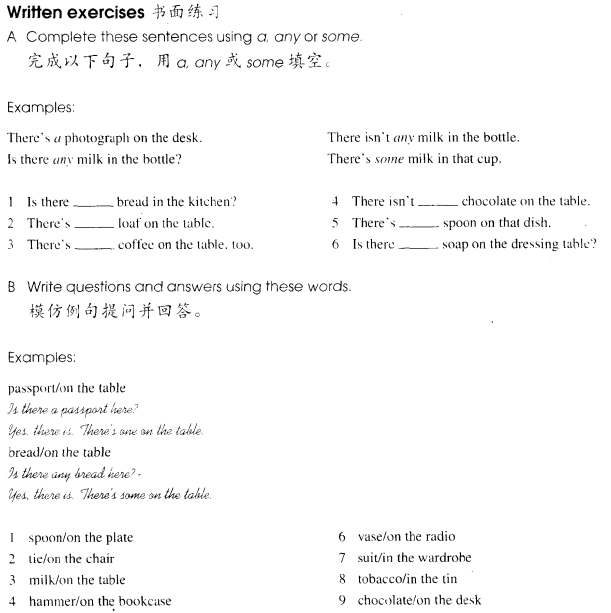 Written exercises 书面练习
A Complete these sentences using a, any or some.
完成以下句子，用 a, any 或 some 填空。
Examples:
There's a photograph on the desk.
Is there any milk in the bottle?
There isn't any milk in the bottle.
There's some milk in that cup.
1 Is there ______ bread in the kitchen?
2 There's ______ loaf on the table.
3 There's ______ coffee on the table, too.
4 There isn't ______ chocolate on the table.
5 There's ______ spoon on that dish.
6 Is there ______ soap on the dressing table?
B Write questions and answers using these words.
模仿例句提问并回答。
Examples:
passport/on the table
Is there a passport here?
Yes, there is. There's one on the table.
bread/on the table
Is there any bread here?
Yes, there is. There's some on the table.
1 spoon/on the plate
2 tie/on the chair
3 milk/on the table
4 hammer/on the bookcase
6 vase/on the radio
7 suit/in the wardrobe
8 tobacco/in the tin
9 chocolate/on the desk